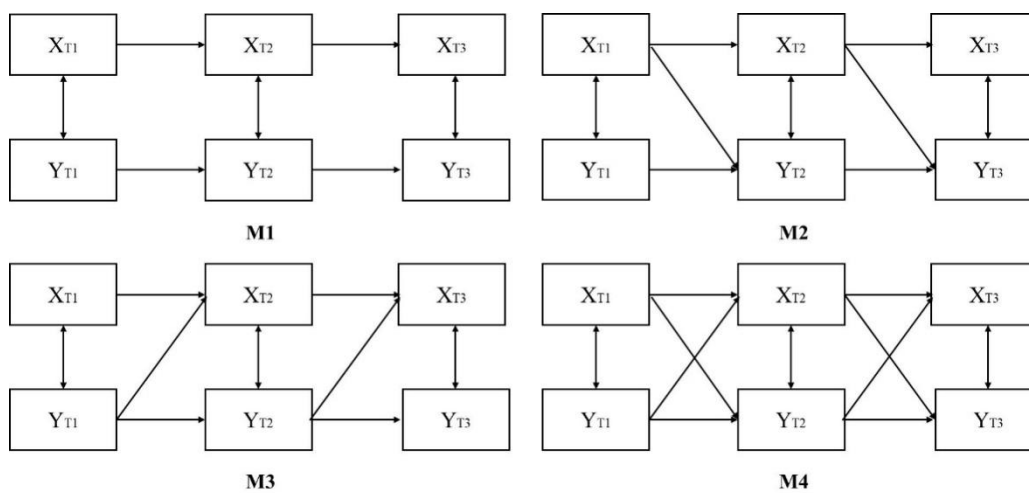 XT1 XT2 XT3 XT1 XT2 XT3
YT1 YT2 YT3 YT1 YT2 YT3
M1 M2
XT1 XT2 XT3 XT1 XT2 XT3
YT1 YT2 YT3 YT1 YT2 YT3
M3 M4